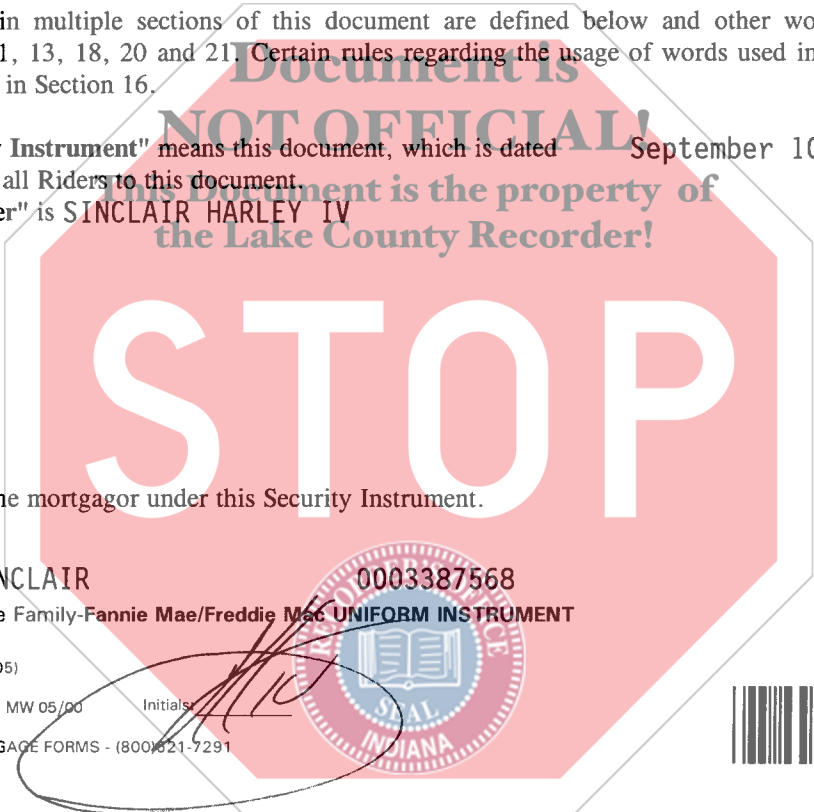 in multiple sections of this document are defined below and other wo
1, 13, 18, 20 and 21. Certain rules regarding the usage of words used in
in Section 16.
Document is
NOT OFFICIAL!
Instrument" means this document, which is dated September 10
all Riders to this document.
This Document is the property of
er" is SINCLAIR HARLEY IV
the Lake County Recorder!
STOP
he mortgagor under this Security Instrument.
NCLAIR 0003387568
e Family-Fannie Mae/Freddie Mac UNIFORM INSTRUMENT
05)
MW 05/00 Initials:
GAGE FORMS - (800)521-7291
RECORDER'S OFFICE
SEAL
INDIANA